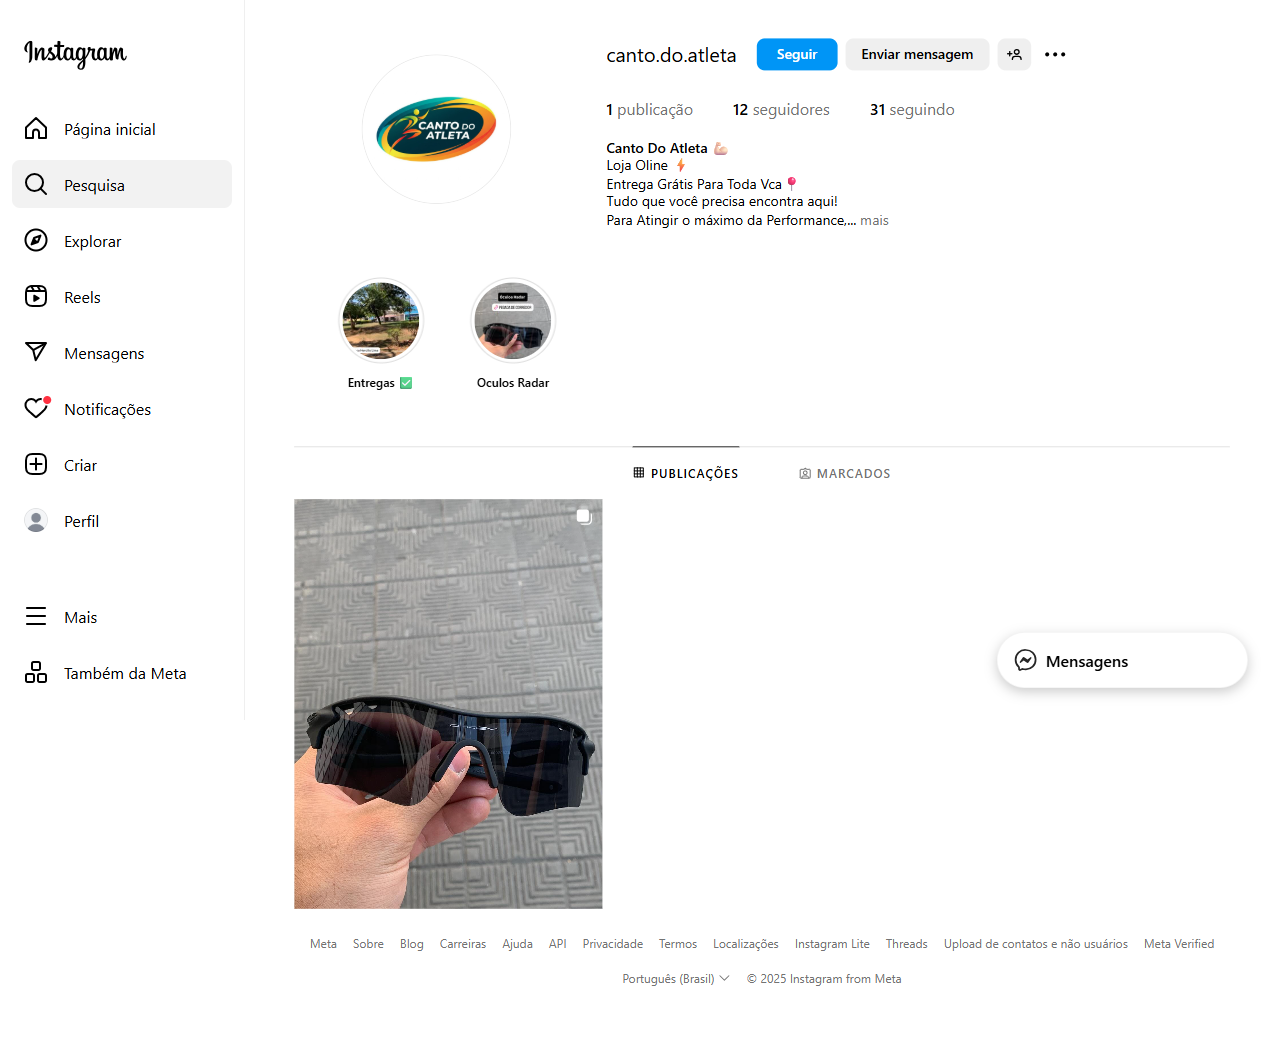 Instagram
Página inicial
Pesquisa
Explorar
Reels
Mensagens
Notificações
Criar
Perfil
Mais
Também da Meta
CANTO DO
ATLETA
canto.do.atleta Seguir Enviar mensagem
1 publicação 12 seguidores 31 seguindo
Canto Do Atleta 💪🏻
Loja Oline ⚡
Entrega Grátis Para Toda Vca📍
Tudo que você precisa encontra aqui!
Para Atingir o máximo da Performance,... mais
Oculos Radar
Entregas ✅ Oculos Radar
PUBLICAÇÕES MARCADOS
Mensagens
Meta Sobre Blog Carreiras Ajuda API Privacidade Termos Localizações Instagram Lite Threads Upload de contatos e não usuários Meta Verified
Português (Brasil) © 2025 Instagram from Meta